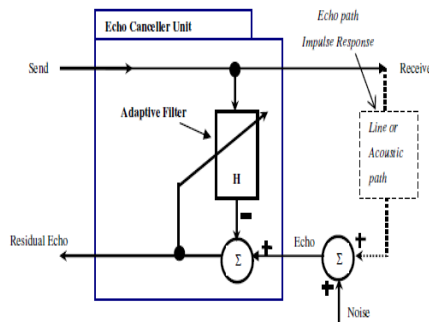 Echo Canceller Unit
Echo path
Impulse Response
Send
Receive
Adaptive Filter
Line or
Acoustic
path
H
Residual Echo
Σ
+
Echo
Σ
+
+
Noise